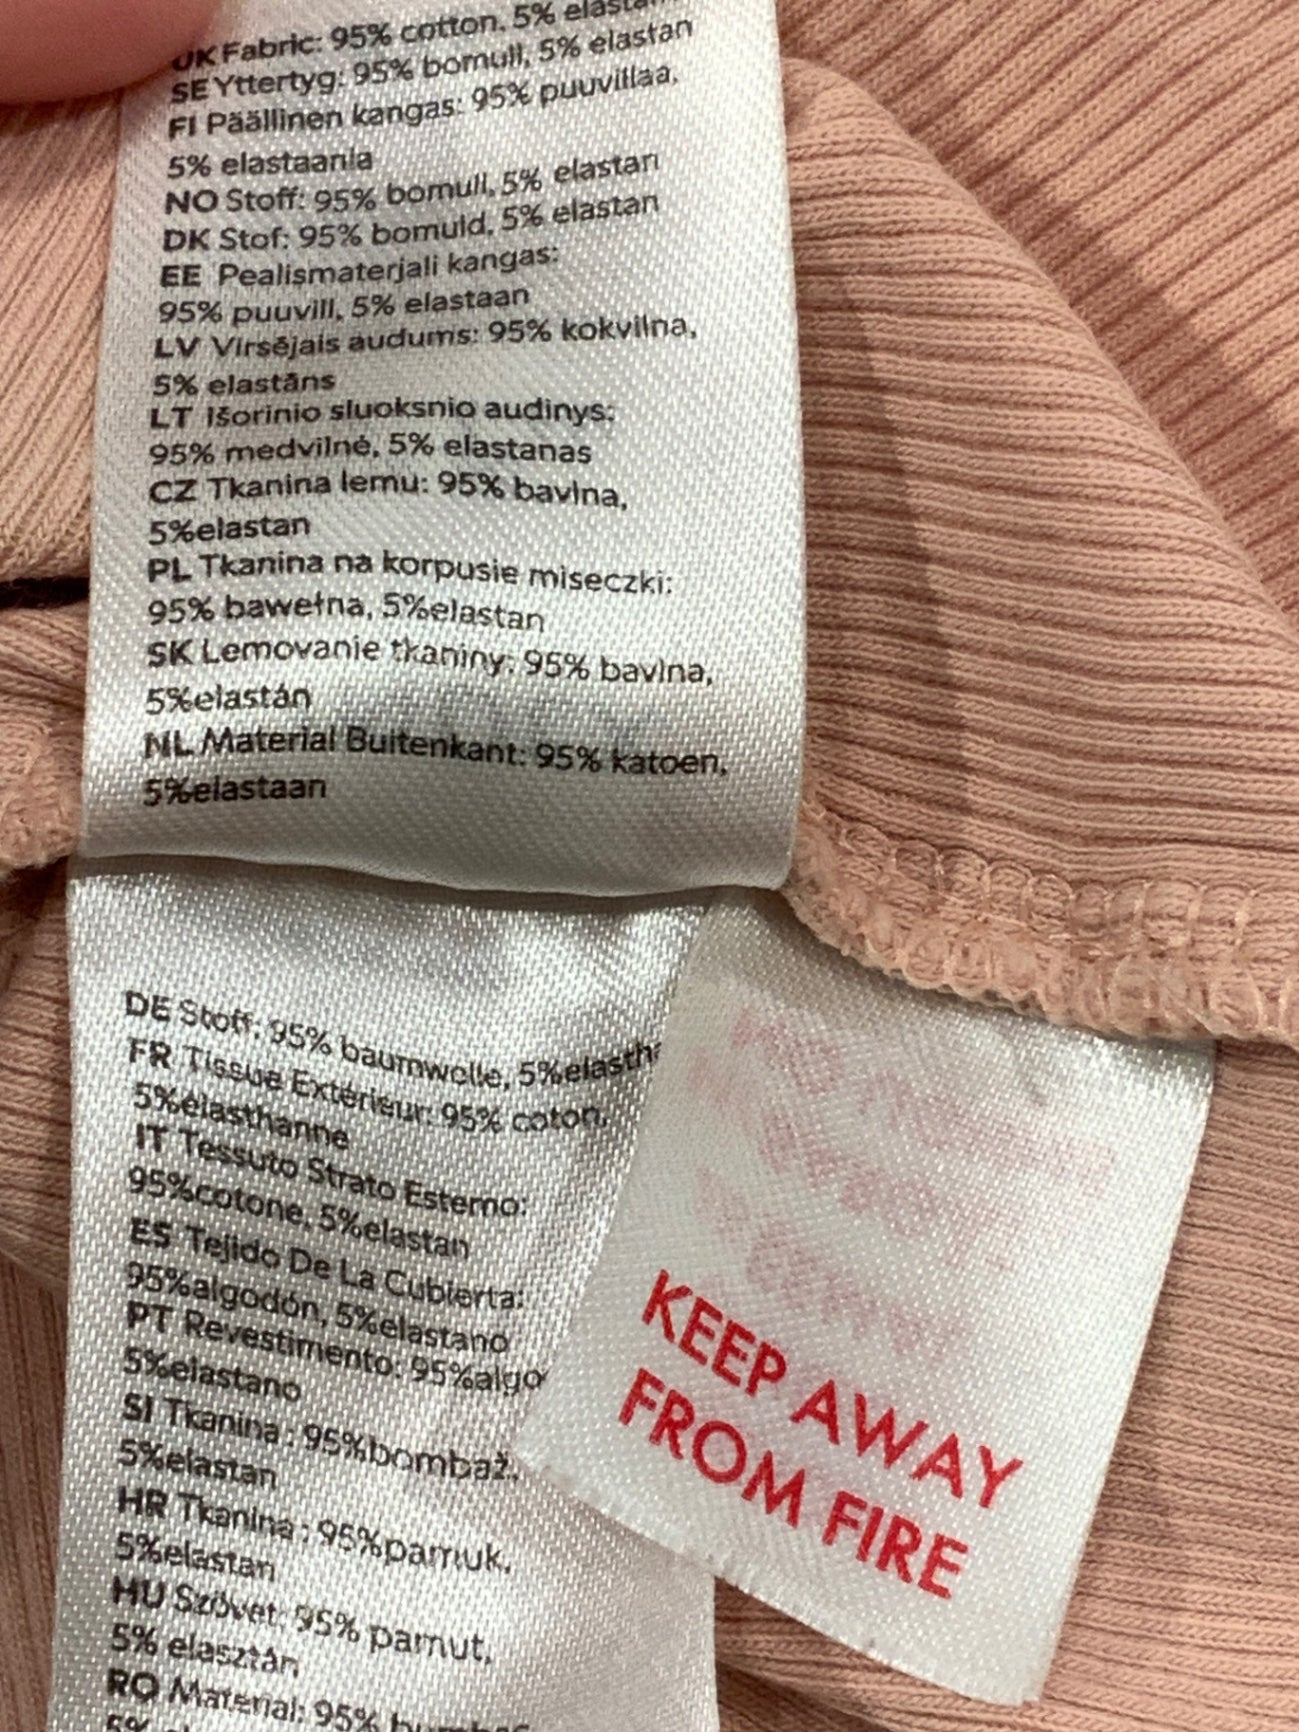 UK Fabric: 95% cotton, 5%
SE Yttertyg: 95% bomull, 5% elastan
FI Päällinen kangas: 95% puuvillaa,
5% elastaania
NO Stoff: 95% bomull, 5% elastan
DK Stof: 95% bomuld, 5% elastan
EE Pealismaterjali kangas:
95% puuvill, 5% elastaan
LV Virsējais audums: 95% kokvilna,
5% elastāns
LT Išorinio sluoksnio audinys:
95% medvilnė, 5% elastanas
CZ Tkanina lemu: 95% bavlna,
5%elastan
PL Tkanina na korpusie miseczki:
95% bawełna, 5%elastan
SK Lemovanie tkaniny: 95% bavlna,
5%elastán
NL Material Buitenkant: 95% katoen,
5%elastaan
DE Stoff: 95% baumwolle, 5%elastha
FR Tissue Extérieur: 95% coton,
5%elasthanne
IT Tessuto Strato Esterno:
95%cotone, 5%elastan
ES Tejido De La Cubierta:
95%algodón, 5%elastano
PT Revestimento: 95%algo
5%elastano
SI Tkanina: 95%bombaž,
5%elastan
HR Tkanina: 95%pamuk,
5%elastan
HU Szövet: 95% pamut,
5% elasztán
RO Material: 95%
5%
KEEP AWAY
FROM FIRE